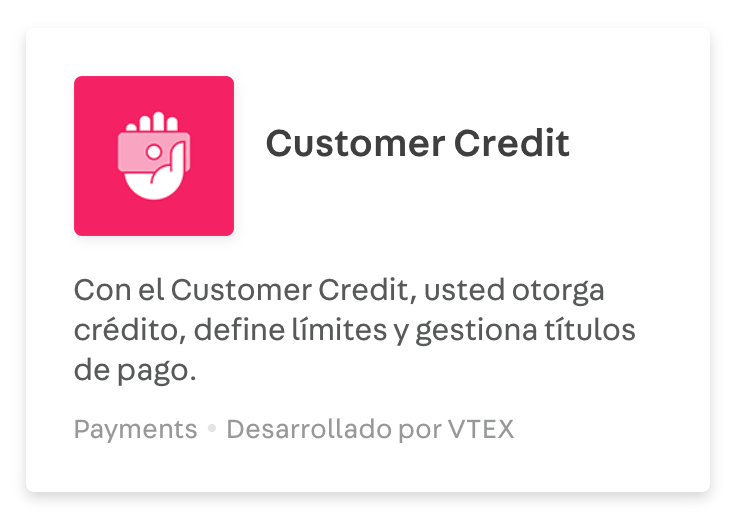 Customer Credit
Con el Customer Credit, usted otorga
crédito, define límites y gestiona títulos
de pago.
Payments • Desarrollado por VTEX